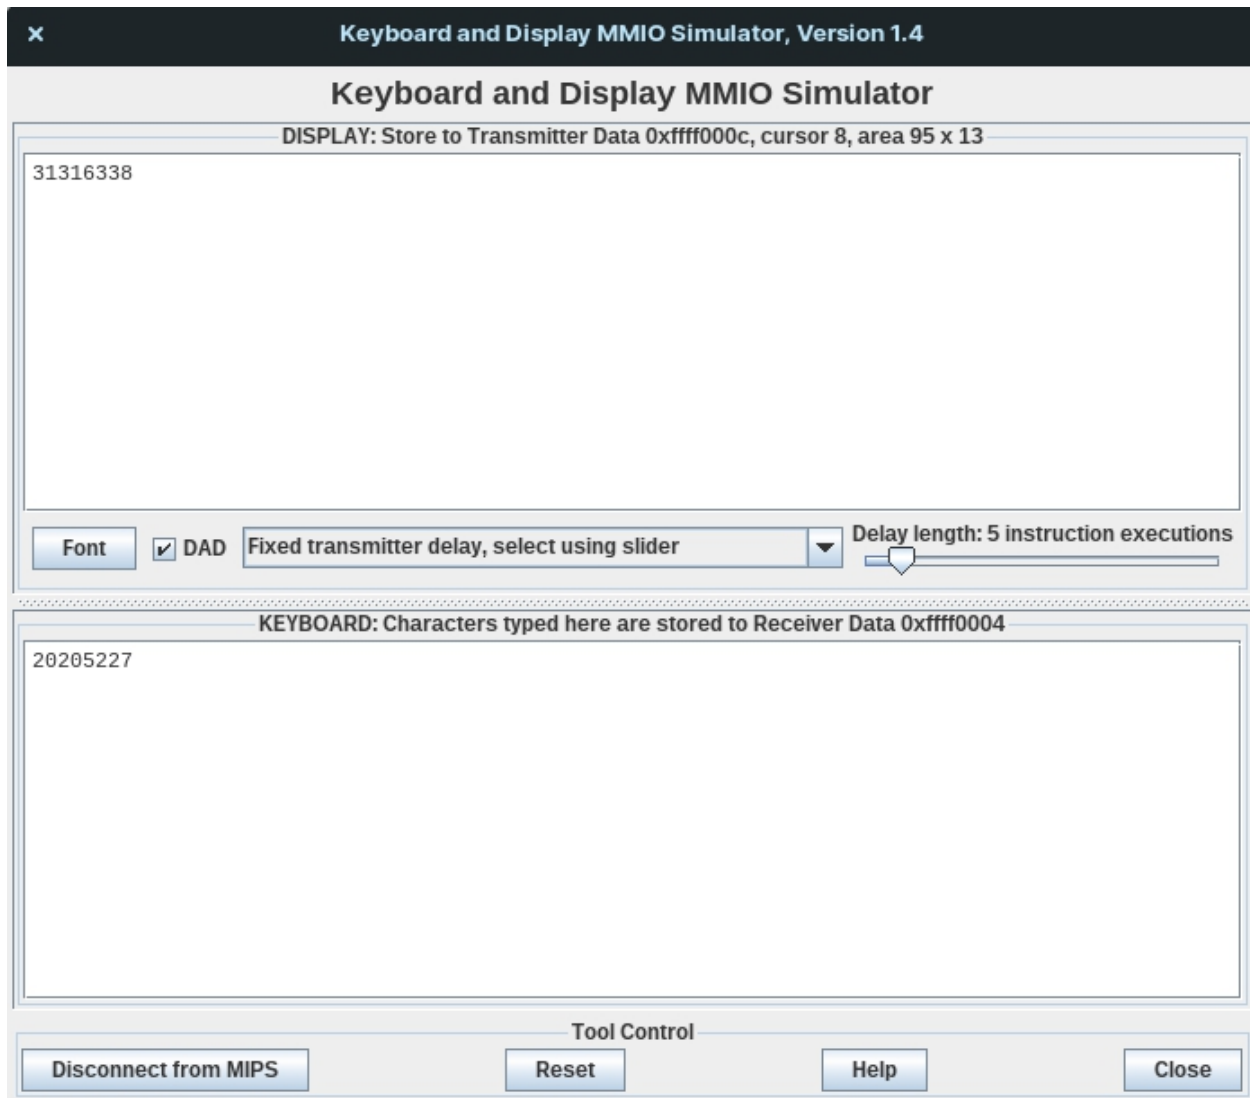 Keyboard and Display MMIO Simulator, Version 1.4
Keyboard and Display MMIO Simulator
DISPLAY: Store to Transmitter Data 0xffff000c, cursor 8, area 95 x 13
31316338
Font DAD Fixed transmitter delay, select using slider Delay length: 5 instruction executions
KEYBOARD: Characters typed here are stored to Receiver Data 0xffff0004
20205227
Tool Control
Disconnect from MIPS Reset Help Close